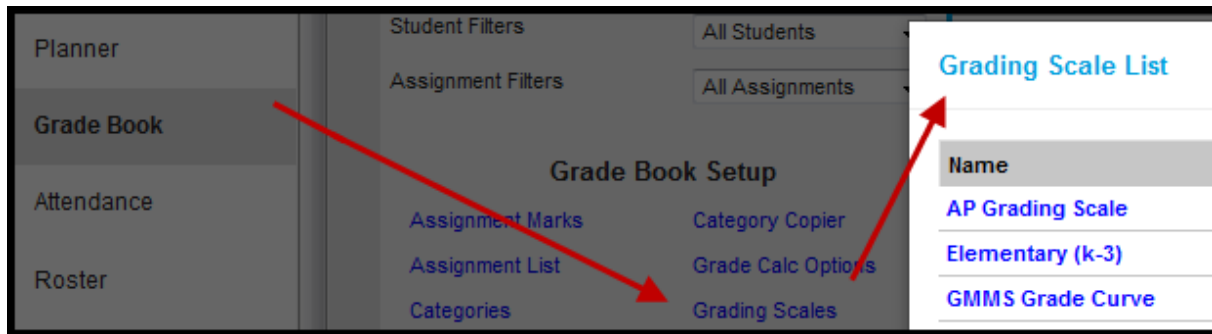 Planner
Grade Book
Attendance
Roster
Student Filters
All Students
Assignment Filters
All Assignments
Grade Book Setup
Assignment Marks
Category Copier
Assignment List
Grade Calc Options
Categories
Grading Scales
Grading Scale List
Name
AP Grading Scale
Elementary (k-3)
GMMS Grade Curve